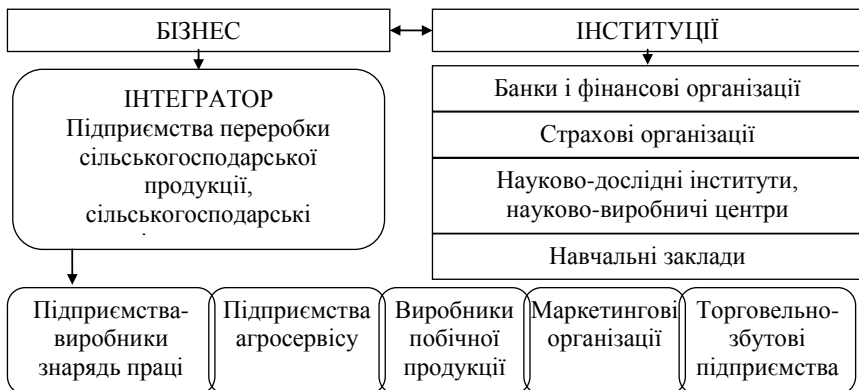 БІЗНЕС
ІНСТИТУЦІЇ
ІНТЕГРАТОР
Підприємства переробки
сільськогосподарської
продукції,
сільськогосподарські
Банки і фінансові організації
Страхові організації
Науково-дослідні інститути,
науково-виробничі центри
Навчальні заклади
Підприємства-
виробники
знарядь праці
Підприємства
агросервісу
Виробники
побічної
продукції
Маркетингові
організації
Торговельно-
збутові
підприємства